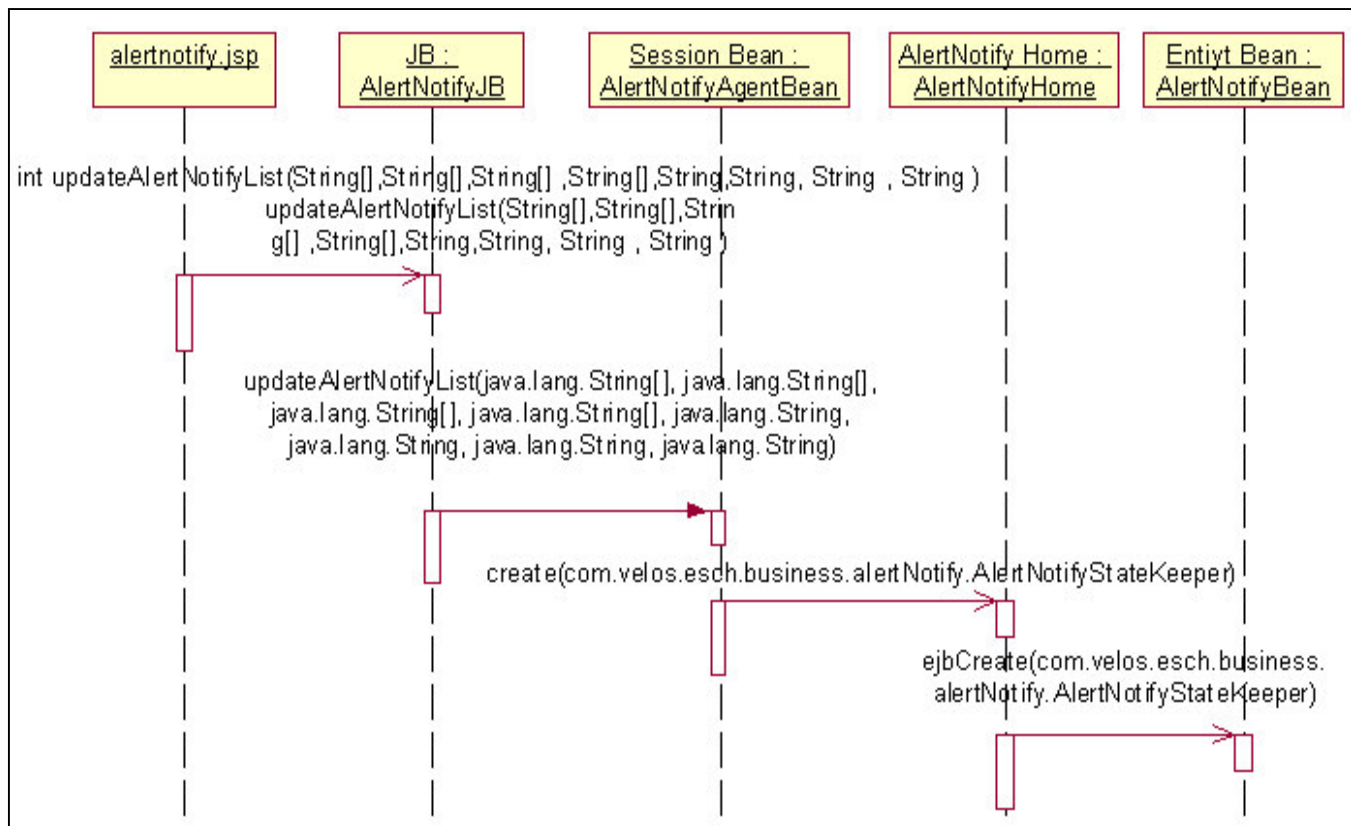 alertnotify.jsp
JB :
AlertNotifyJB
Session Bean :
AlertNotifyAgentBean
AlertNotify Home :
AlertNotifyHome
Entiyt Bean :
AlertNotifyBean
int updateAlertNotifyList(String[],String[],String[] ,String[],String,String, String , String )
updateAlertNotifyList(String[],String[],Strin
g[] ,String[],String,String, String , String )
updateAlertNotifyList(java.lang.String[], java.lang.String[],
java.lang.String[], java.lang.String[], java.lang.String,
java.lang.String, java.lang.String, java.lang.String)
create(com.velos.esch.business.alertNotify.AlertNotifyStateKeeper)
ejbCreate(com.velos.esch.business.
alertNotify.AlertNotifyStateKeeper)